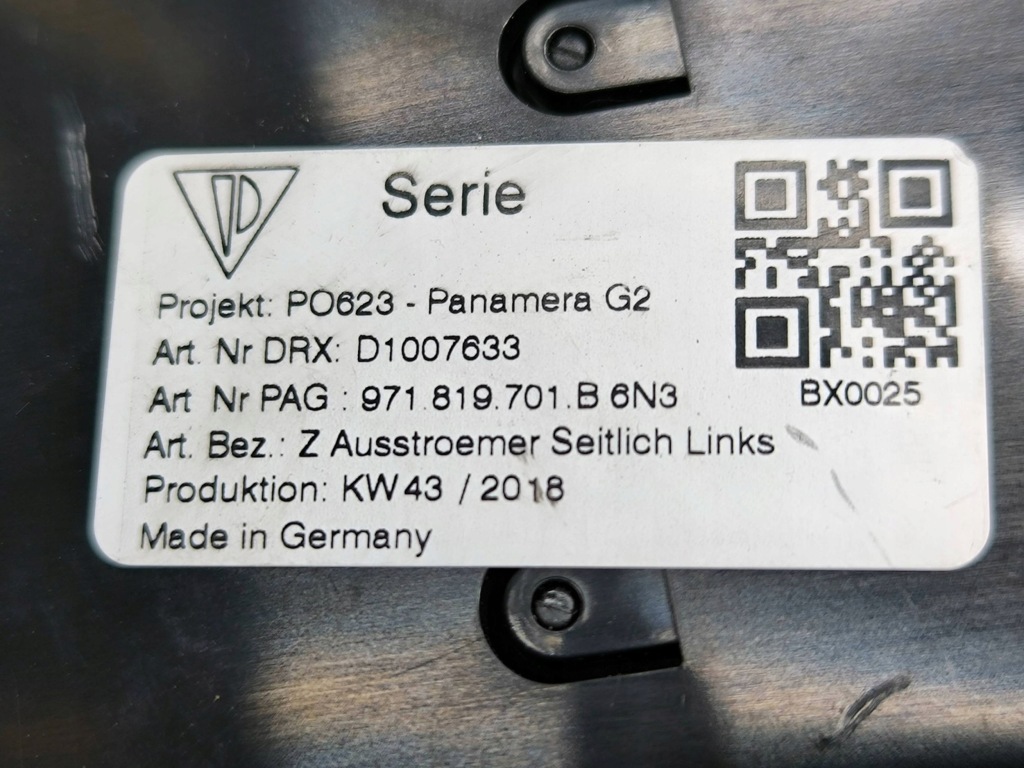 Serie
Projekt: PO623 - Panamera G2
Art. Nr DRX: D1007633
Art Nr PAG : 971.819.701.B 6N3
BX0025
Art. Bez.: Z Ausstroemer Seitlich Links
Produktion: KW43 / 2018
Made in Germany